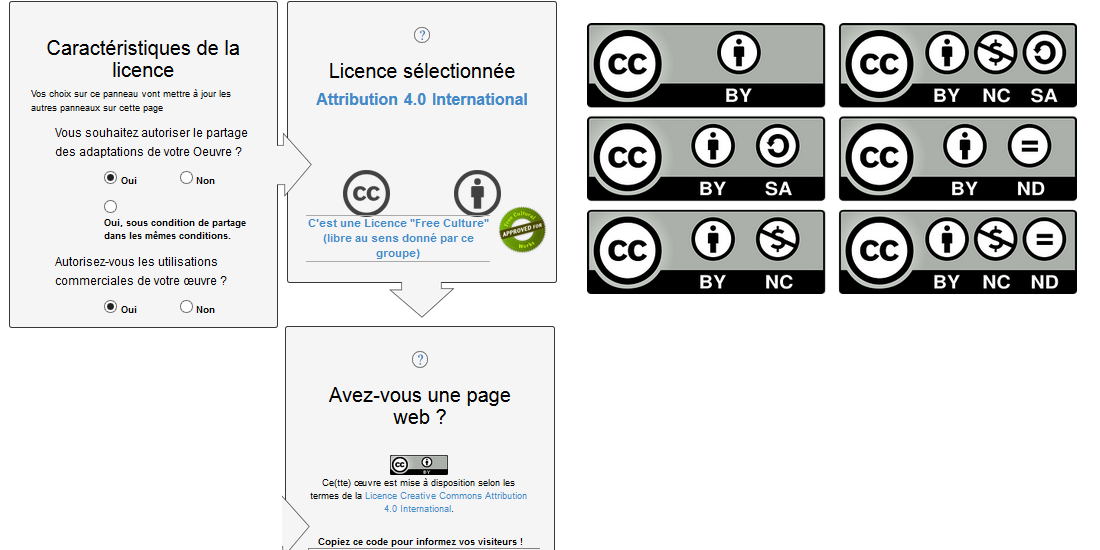 Caractéristiques de la
licence
Vos choix sur ce panneau vont mettre à jour les
autres panneaux sur cette page
Vous souhaitez autoriser le partage
des adaptations de votre Oeuvre ?
Oui Non
Oui, sous condition de partage
dans les mêmes conditions.
Autorisez-vous les utilisations
commerciales de votre œuvre ?
Oui Non
?
Licence sélectionnée
Attribution 4.0 International
CC
C'est une Licence "Free Culture"
(libre au sens donné par ce
groupe)
Free Cultural
APPROVED FOR
Works
?
Avez-vous une page
web ?
CC BY
Ce(tte) œuvre est mise à disposition selon les
termes de la Licence Creative Commons Attribution
4.0 International.
Copiez ce code pour informez vos visiteurs !
CC
BY
CC $
BY NC SA
CC
BY SA
CC =
BY ND
CC $
BY NC
CC $ =
BY NC ND